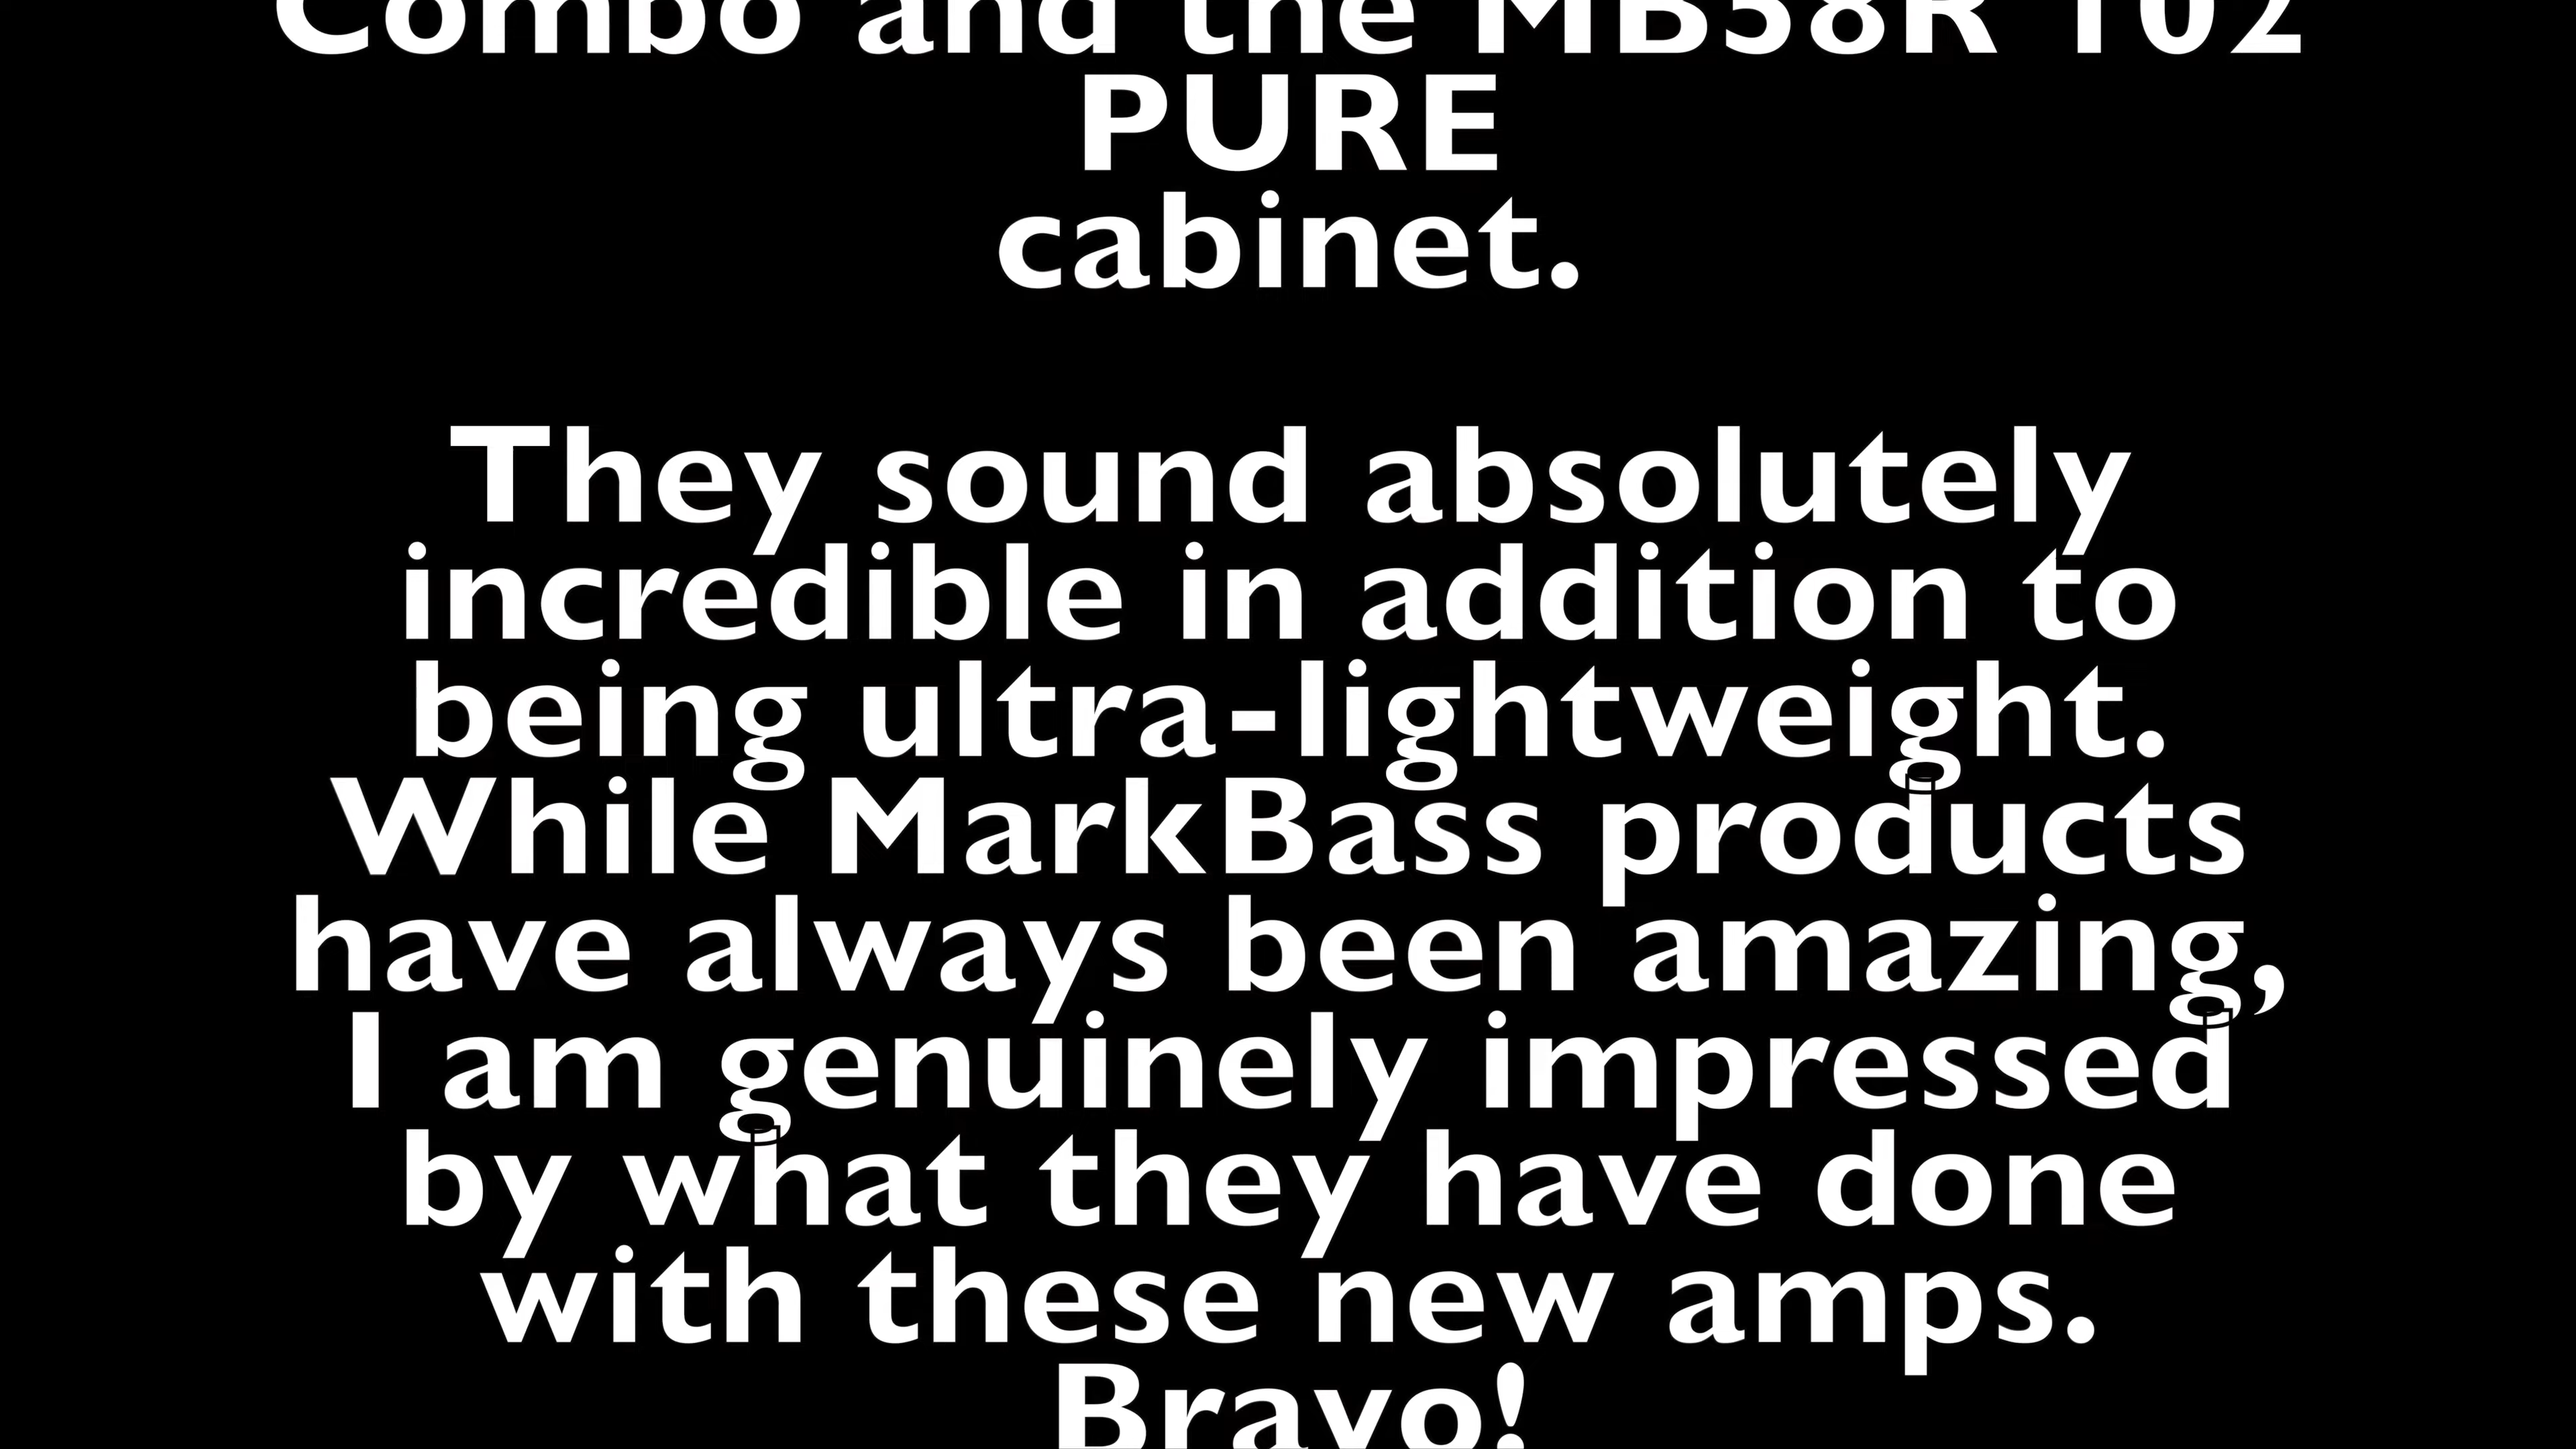 Combo and the MB58R 102
PURE
cabinet.
They sound absolutely
incredible in addition to
being ultra-lightweight.
While MarkBass products
have always been amazing,
I am genuinely impressed
by what they have done
with these new amps.
Bravo!